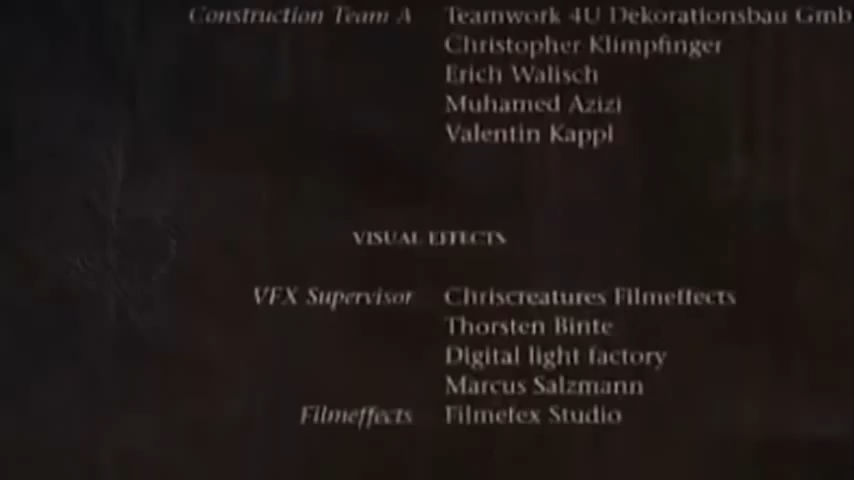 Construction Team A Teamwork 4U Dekorationsbau Gmb
Christopher Klimpfinger
Erich Walisch
Muhamed Azizi
Valentin Kappl
VISUAL EFFECTS
VFX Supervisor Chriscreatures Filmeffects
Thorsten Binte
Digital light factory
Marcus Salzmann
Filmeffects Filmefex Studio